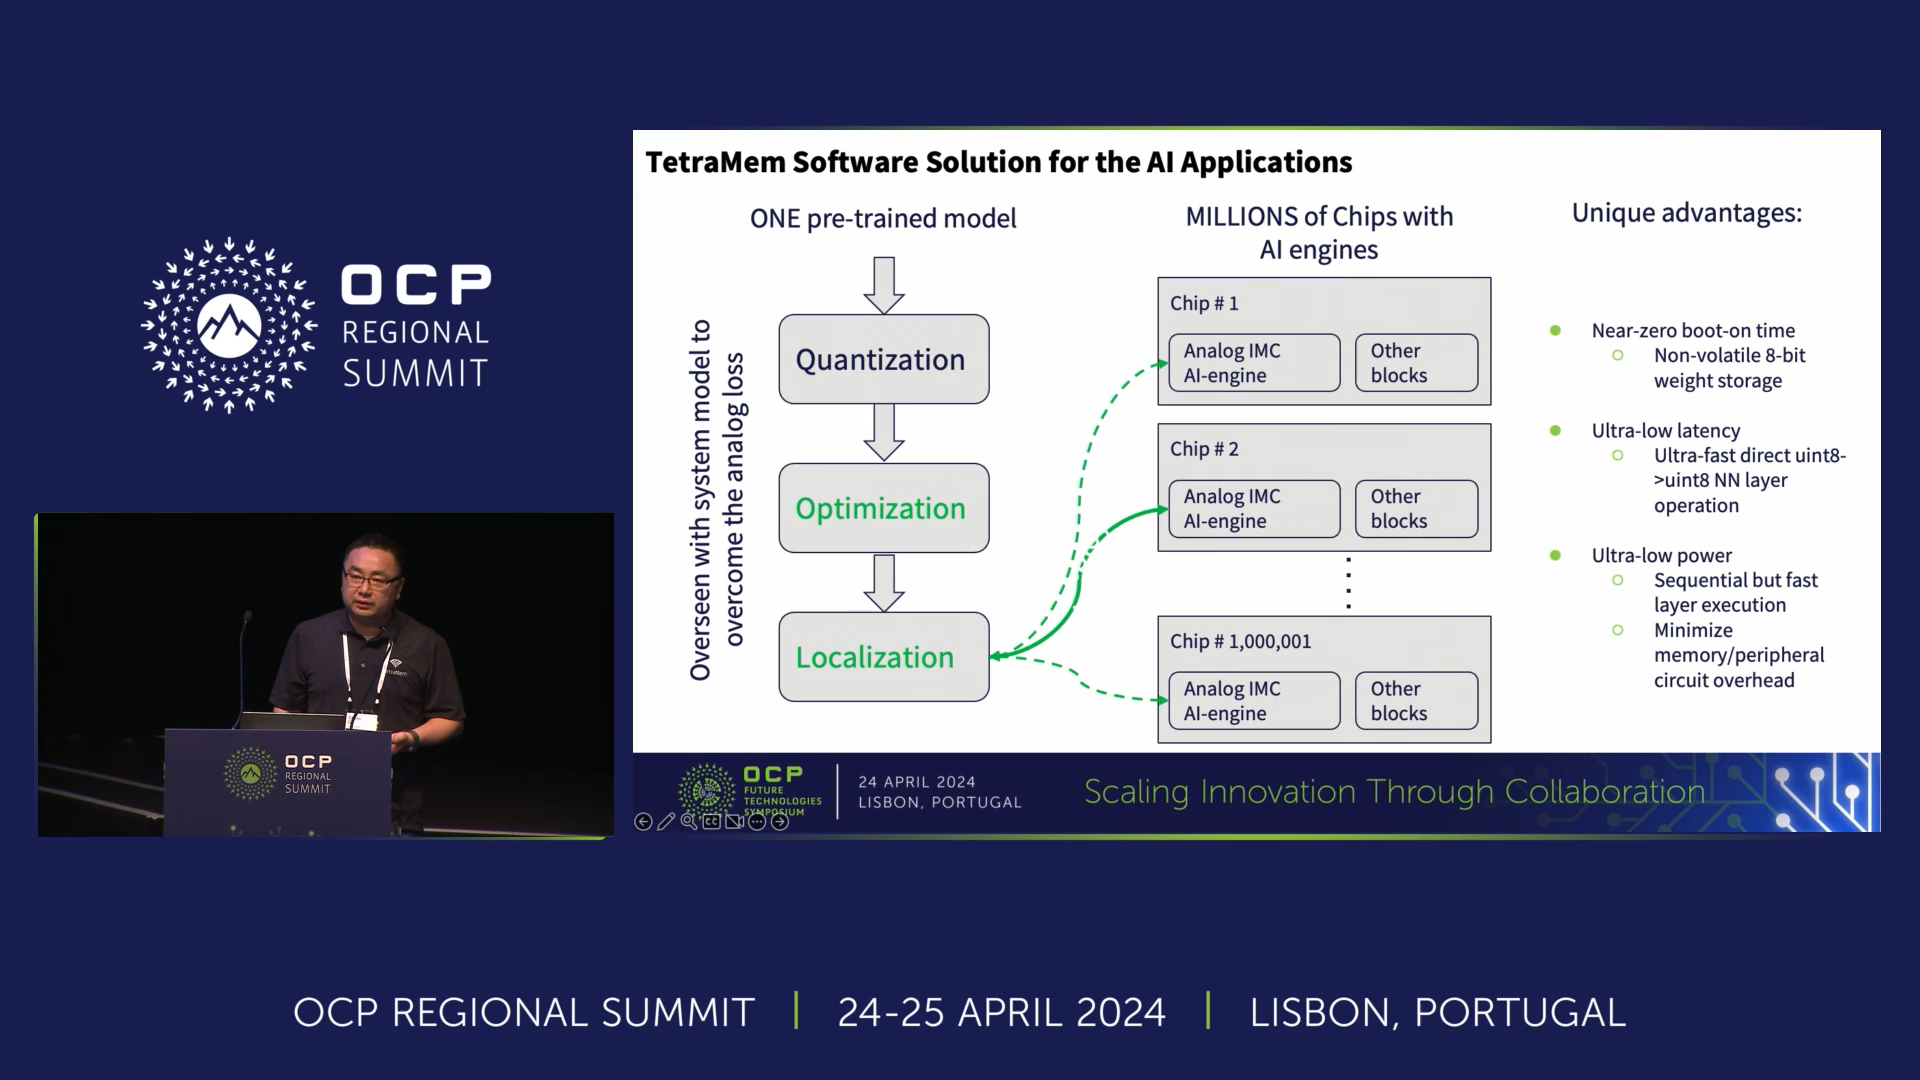 OCP
REGIONAL
SUMMIT
OCP
REGIONAL
SUMMIT
TetraMem Software Solution for the AI Applications
ONE pre-trained model
Overseen with system model to
overcome the analog loss
Quantization
Optimization
Localization
MILLIONS of Chips with
AI engines
Chip # 1
Analog IMC
AI-engine
Other
blocks
Chip # 2
Analog IMC
AI-engine
Other
blocks
Chip # 1,000,001
Analog IMC
AI-engine
Other
blocks
Unique advantages:
Near-zero boot-on time
Non-volatile 8-bit
weight storage
Ultra-low latency
Ultra-fast direct uint8-
>uint8 NN layer
operation
Ultra-low power
Sequential but fast
layer execution
Minimize
memory/peripheral
circuit overhead
OCP
FUTURE
TECHNOLOGIES
SYMPOSIUM
24 APRIL 2024
LISBON, PORTUGAL
Scaling Innovation Through Collaboration
OCP REGIONAL SUMMIT | 24-25 APRIL 2024 | LISBON, PORTUGAL